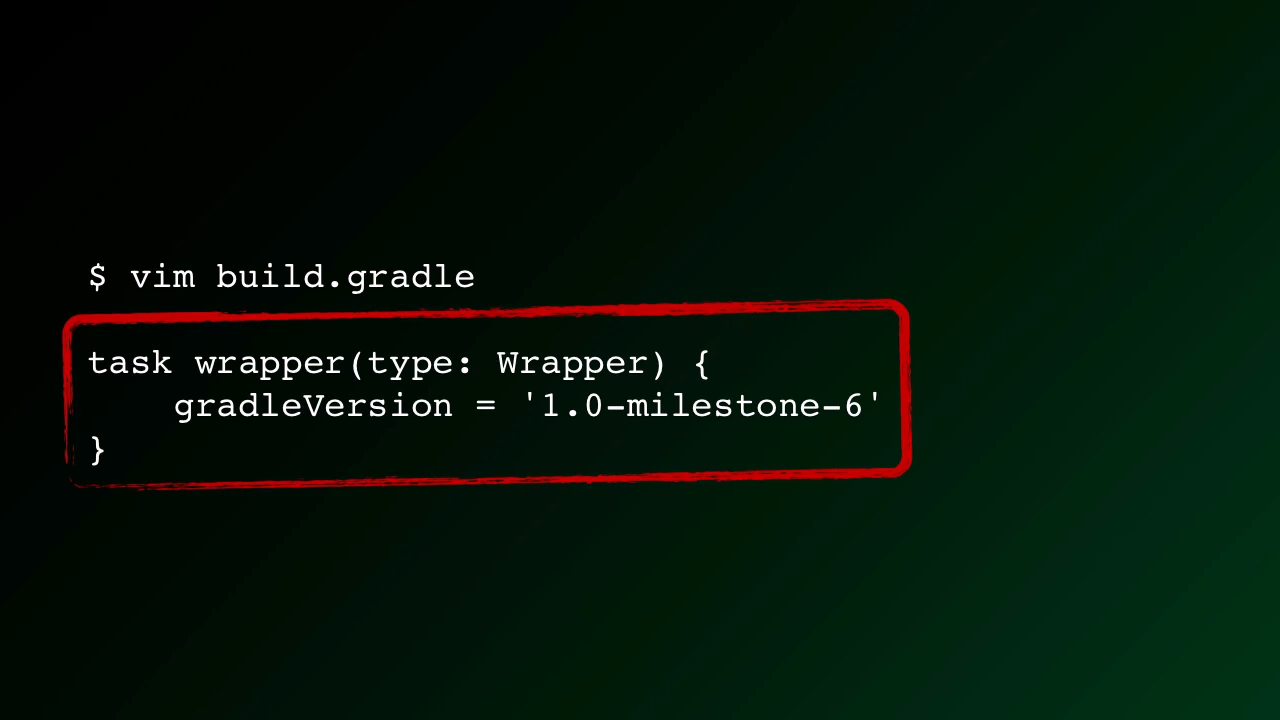 $ vim build.gradle
task wrapper(type: Wrapper) {
    gradleVersion = '1.0-milestone-6'
}